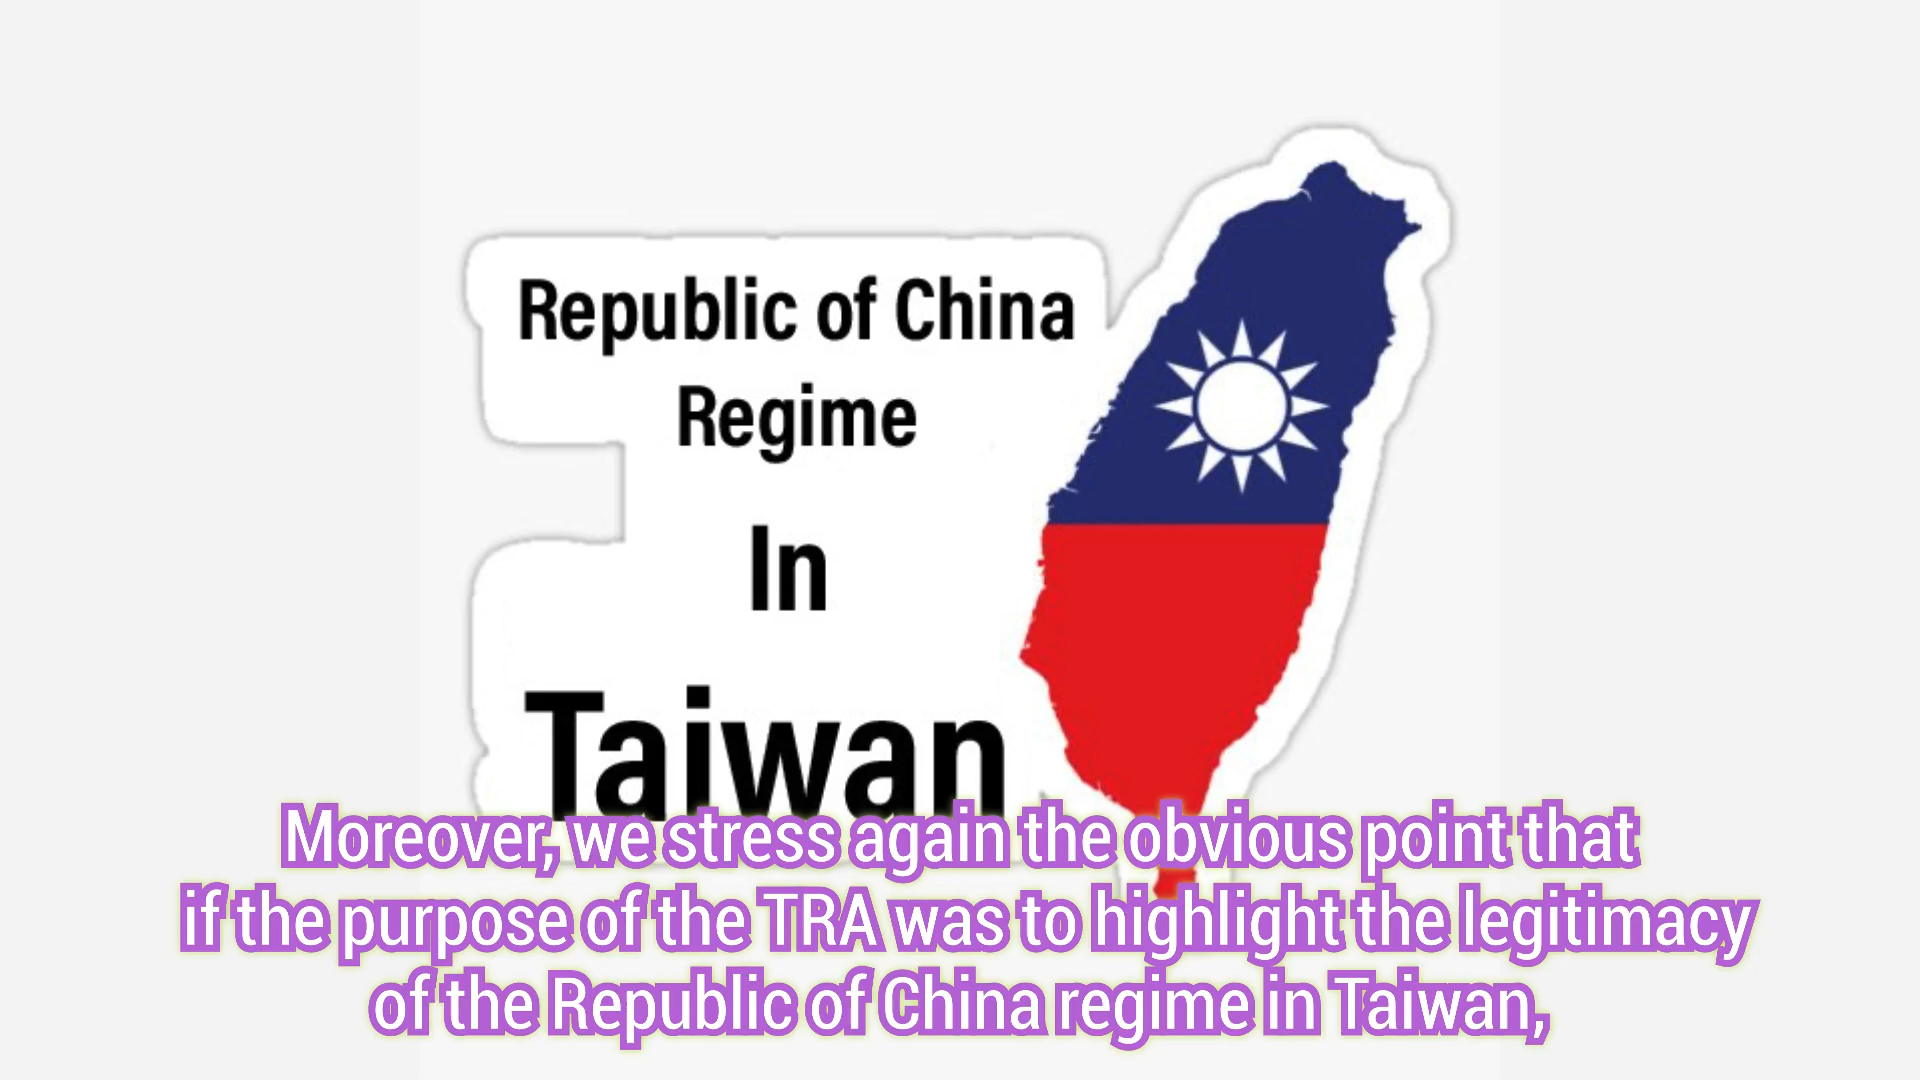 Republic of China
Regime
In
Taiwan
Moreover, we stress again the obvious point that
if the purpose of the TRA was to highlight the legitimacy
of the Republic of China regime in Taiwan,